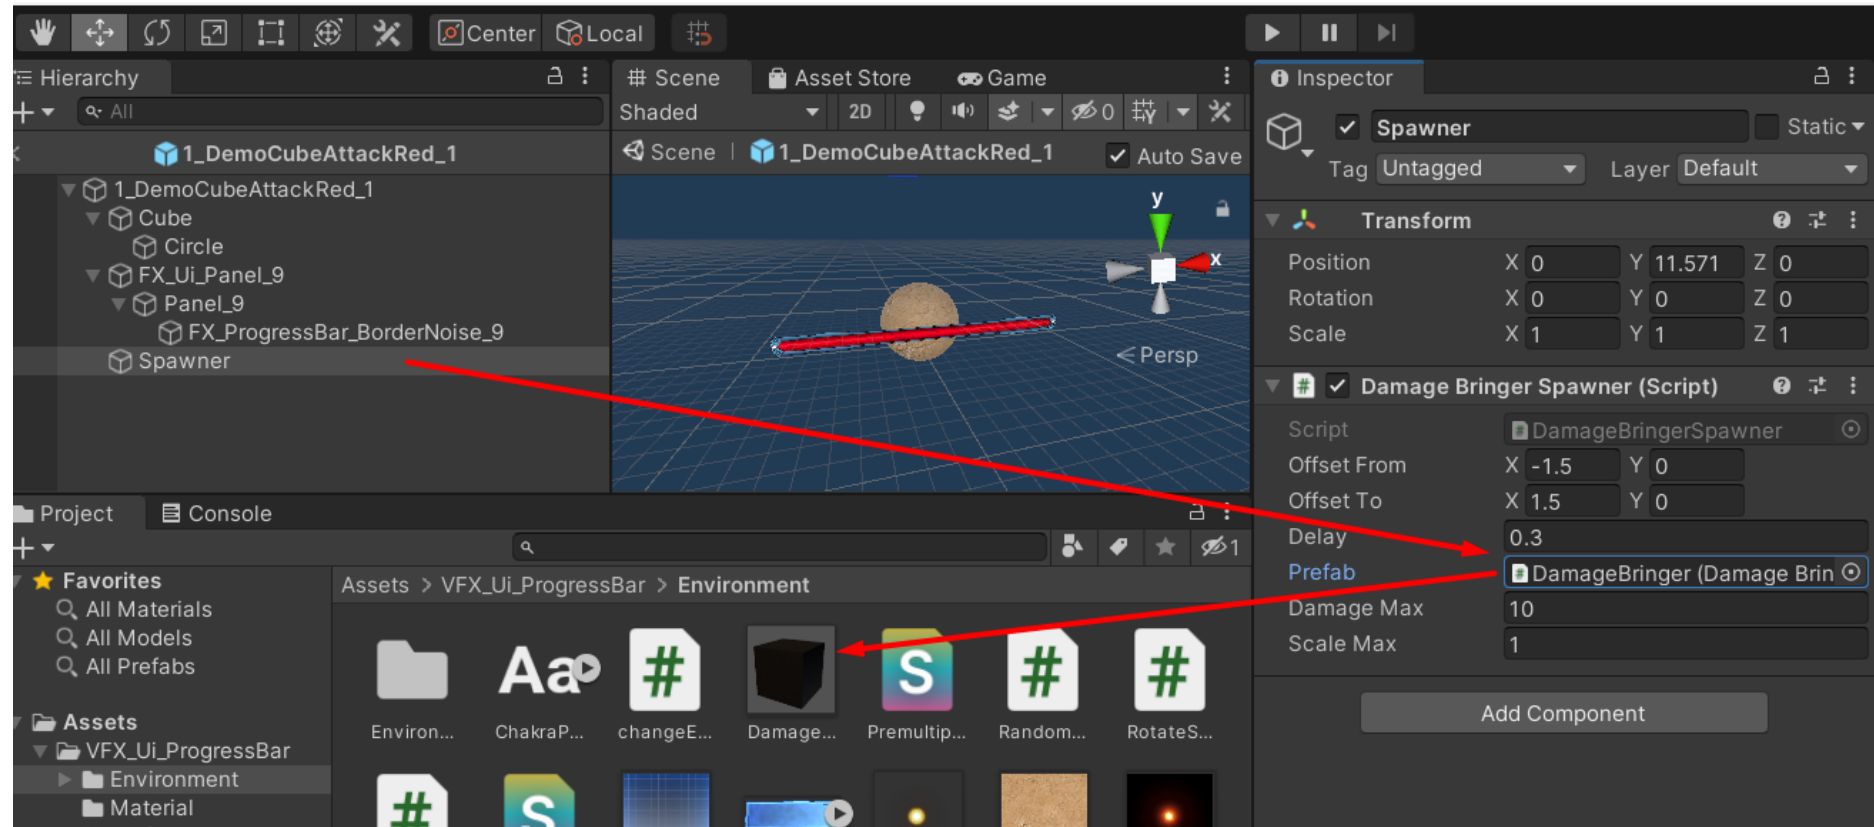 Center Local
Hierarchy
All
1_DemoCubeAttackRed_1
1_DemoCubeAttackRed_1
Cube
Circle
FX_Ui_Panel_9
Panel_9
FX_ProgressBar_BorderNoise_9
Spawner
Scene Asset Store Game
Shaded 2D 0
Scene | 1_DemoCubeAttackRed_1 Auto Save
y
x
Persp
Inspector
Spawner Static
Tag Untagged Layer Default
Transform
Position X 0 Y 11.571 Z 0
Rotation X 0 Y 0 Z 0
Scale X 1 Y 1 Z 1
# Damage Bringer Spawner (Script)
Script # DamageBringerSpawner
Offset From X -1.5 Y 0
Offset To X 1.5 Y 0
Delay 0.3
Prefab # DamageBringer (Damage Brin
Damage Max 10
Scale Max 1
Add Component
Project Console
1
Favorites
All Materials
All Models
All Prefabs
Assets
VFX_Ui_ProgressBar
Environment
Material
Assets > VFX_Ui_ProgressBar > Environment
Aa # S # #
Environ... ChakraP... changeE... Damage... Premultip... Random... RotateS...
# S